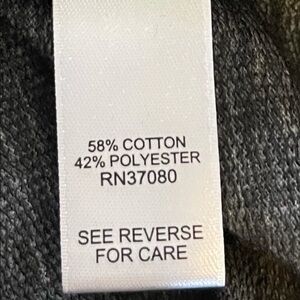 58% COTTON
42% POLYESTER
RN37080
SEE REVERSE
FOR CARE